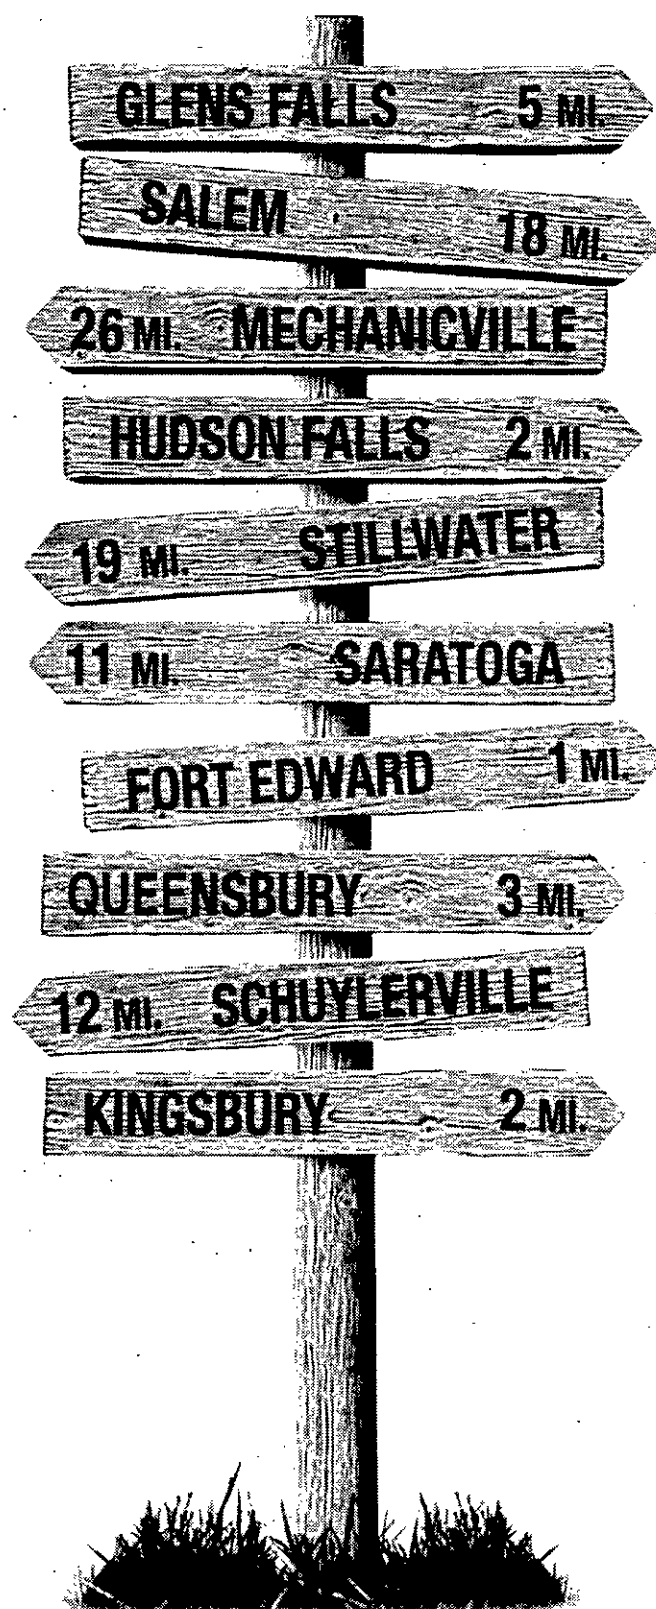 GLENS FALLS 5 MI.
SALEM 18 MI.
26 MI. MECHANICVILLE
HUDSON FALLS 2 MI.
19 MI. STILLWATER
11 MI. SARATOGA
FORT EDWARD 1 MI.
QUEENSBURY 3 MI.
12 MI. SCHUYLERVILLE
KINGSBURY 2 MI.